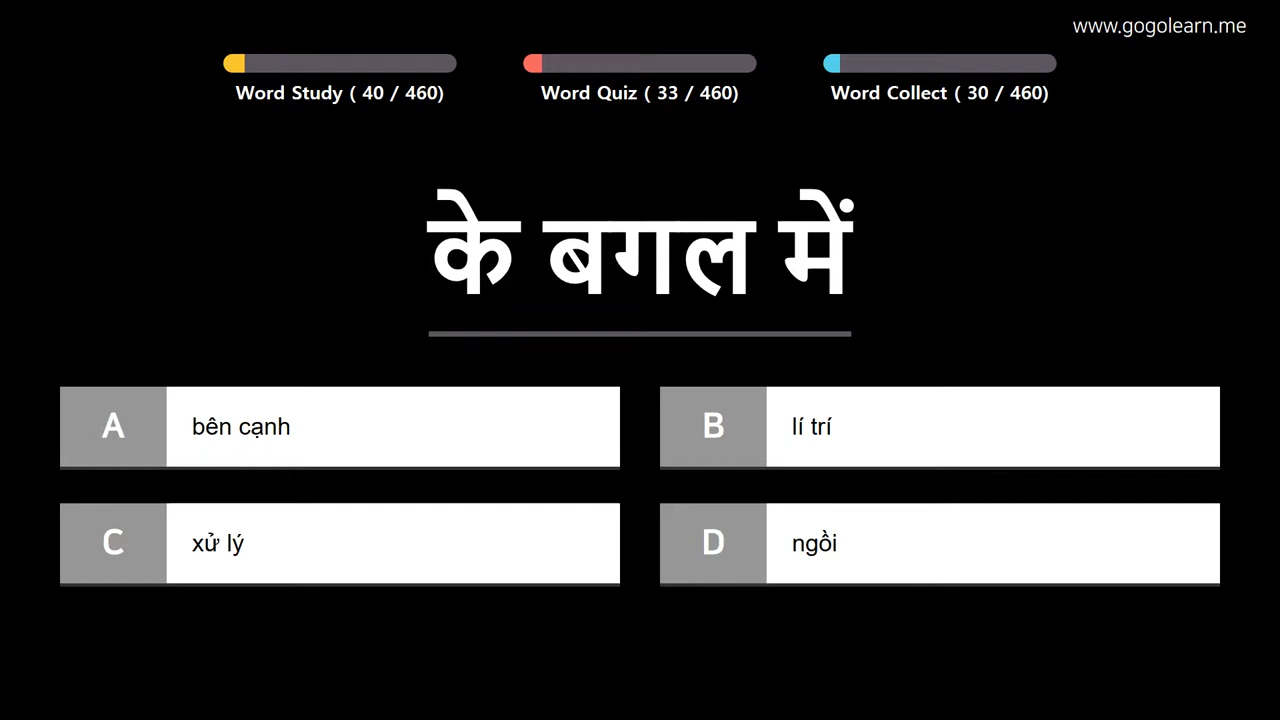 www.gogolearn.me
Word Study ( 40 / 460)
Word Quiz ( 33 / 460)
Word Collect ( 30 / 460)
के बगल में
A bên cạnh
B lí trí
C xử lý
D ngồi